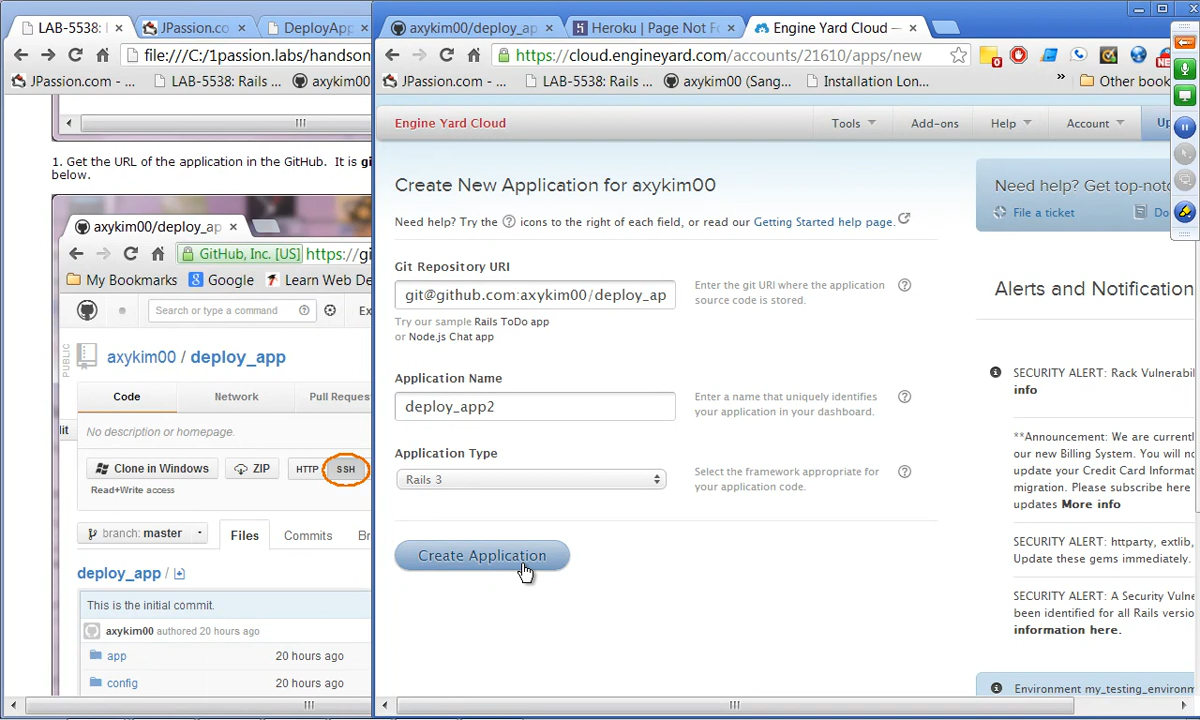 LAB-5538:
JPassion.co
DeployApp
axykim00/deploy_ap
Heroku | Page Not Fo
Engine Yard Cloud —
file:///C:/1passion.labs/handson
https://cloud.engineyard.com/accounts/21610/apps/new
JPassion.com - ...
LAB-5538: Rails ...
axykim00
JPassion.com - ...
LAB-5538: Rails ...
axykim00 (Sang...
Installation Lon...
»
Other book
1. Get the URL of the application in the GitHub. It is gi
below.
axykim00/deploy_ap
GitHub, Inc. [US] https://gi
My Bookmarks
Google
Learn Web De
Search or type a command
Ex
PUBLIC
axykim00 / deploy_app
Code
Network
Pull Reques
lit
No description or homepage.
Clone in Windows
ZIP
HTTP
SSH
Read+Write access
branch: master
Files
Commits
Br
deploy_app /
This is the initial commit.
axykim00 authored 20 hours ago
app
20 hours ago
config
20 hours ago
Engine Yard Cloud
Tools
Add-ons
Help
Account
Up
Create New Application for axykim00
Need help? Try the ? icons to the right of each field, or read our Getting Started help page.
Git Repository URI
git@github.com:axykim00/deploy_ap
Enter the git URI where the application
source code is stored.
Try our sample Rails ToDo app
or Node.js Chat app
Application Name
deploy_app2
Enter a name that uniquely identifies
your application in your dashboard.
Application Type
Rails 3
Select the framework appropriate for
your application code.
Create Application
Need help? Get top-notc
File a ticket
Do
Alerts and Notification
SECURITY ALERT: Rack Vulnerabil
info
**Announcement: We are currentl
our new Billing System. You will no
update your Credit Card Informat
migration. Please subscribe here
updates More info
SECURITY ALERT: httparty, extlib,
Update these gems immediately.
SECURITY ALERT: A Security Vulne
been identified for all Rails versio
information here.
Environment my_testing_environm